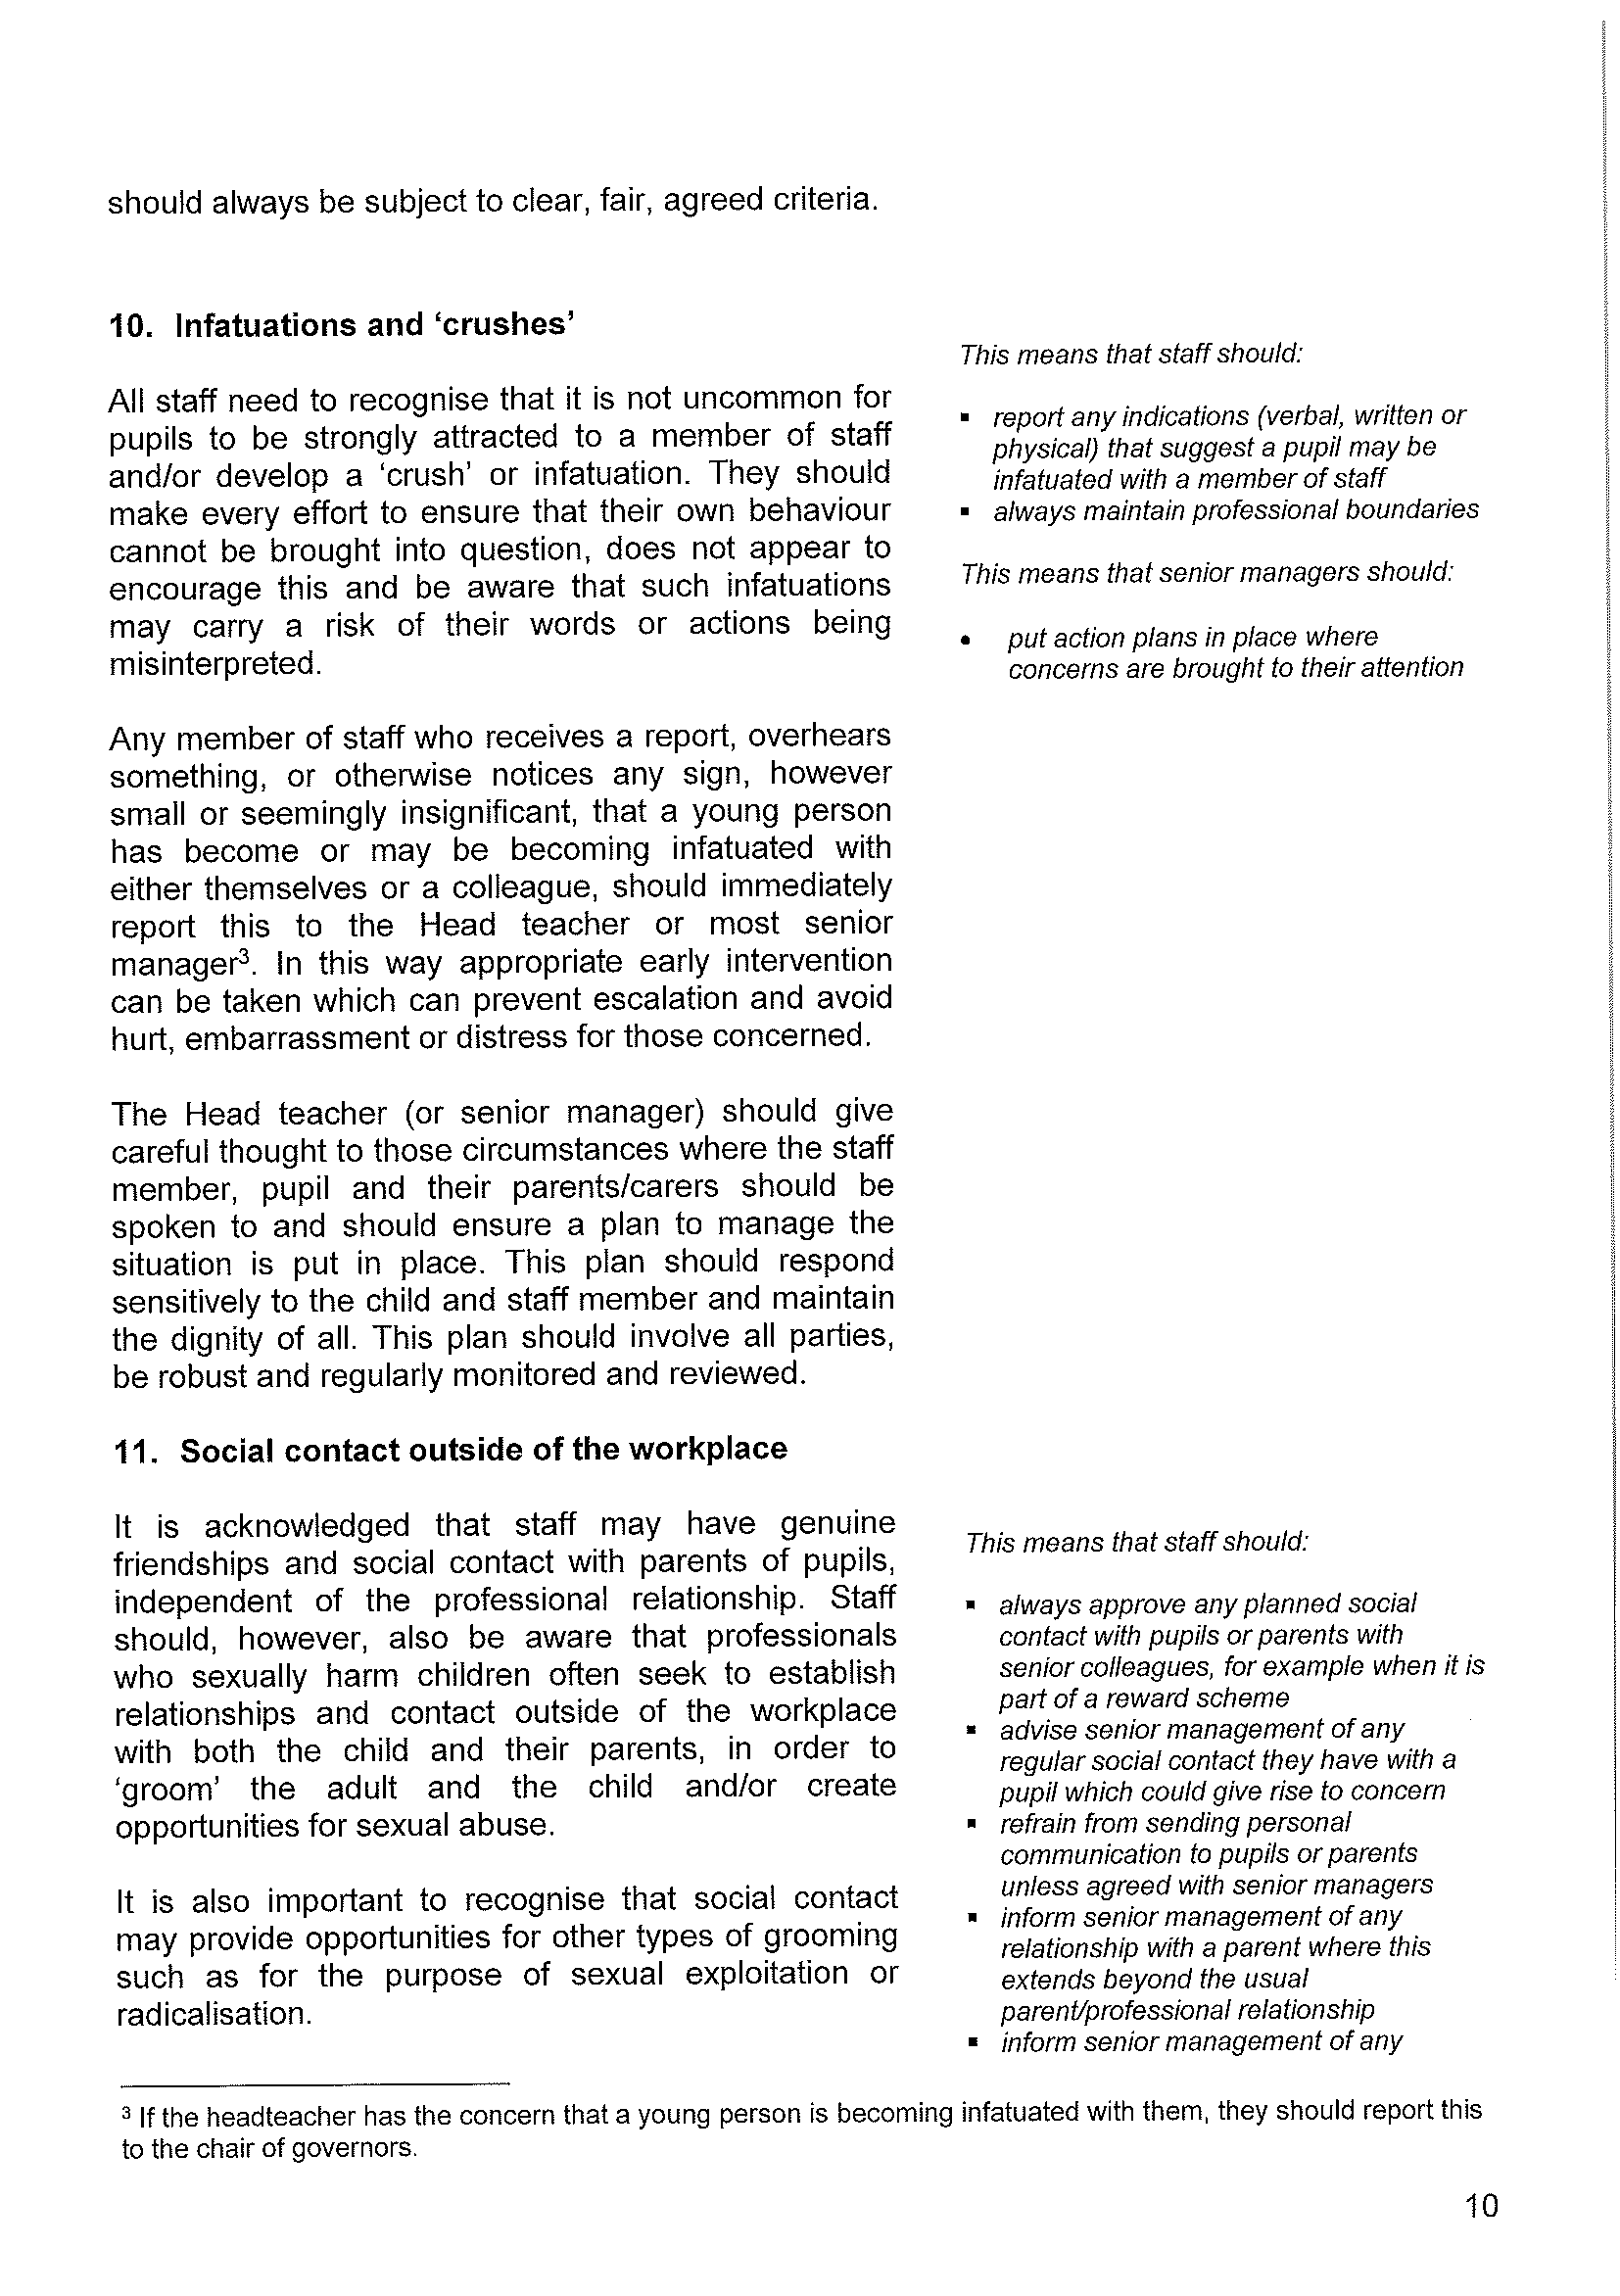 should always be subject to clear, fair, agreed criteria.
10. Infatuations and ‘crushes’
All staff need to recognise that it is not uncommon for
pupils to be strongly attracted to a member of staff
and/or develop a ‘crush’ or infatuation. They should
make every effort to ensure that their own behaviour
cannot be brought into question, does not appear to
encourage this and be aware that such infatuations
may carry a risk of their words or actions being
misinterpreted.
Any member of staff who receives a report, overhears
something, or otherwise notices any sign, however
small or seemingly insignificant, that a young person
has become or may be becoming infatuated with
either themselves or a colleague, should immediately
report this to the Head teacher or most senior
manager³. In this way appropriate early intervention
can be taken which can prevent escalation and avoid
hurt, embarrassment or distress for those concerned.
The Head teacher (or senior manager) should give
careful thought to those circumstances where the staff
member, pupil and their parents/carers should be
spoken to and should ensure a plan to manage the
situation is put in place. This plan should respond
sensitively to the child and staff member and maintain
the dignity of all. This plan should involve all parties,
be robust and regularly monitored and reviewed.
This means that staff should:
▪ report any indications (verbal, written or
physical) that suggest a pupil may be
infatuated with a member of staff
▪ always maintain professional boundaries
This means that senior managers should:
• put action plans in place where
concerns are brought to their attention
11. Social contact outside of the workplace
It is acknowledged that staff may have genuine
friendships and social contact with parents of pupils,
independent of the professional relationship. Staff
should, however, also be aware that professionals
who sexually harm children often seek to establish
relationships and contact outside of the workplace
with both the child and their parents, in order to
‘groom’ the adult and the child and/or create
opportunities for sexual abuse.
It is also important to recognise that social contact
may provide opportunities for other types of grooming
such as for the purpose of sexual exploitation or
radicalisation.
This means that staff should:
▪ always approve any planned social
contact with pupils or parents with
senior colleagues, for example when it is
part of a reward scheme
▪ advise senior management of any
regular social contact they have with a
pupil which could give rise to concern
▪ refrain from sending personal
communication to pupils or parents
unless agreed with senior managers
▪ inform senior management of any
relationship with a parent where this
extends beyond the usual
parent/professional relationship
▪ inform senior management of any
³ If the headteacher has the concern that a young person is becoming infatuated with them, they should report this
to the chair of governors.
10